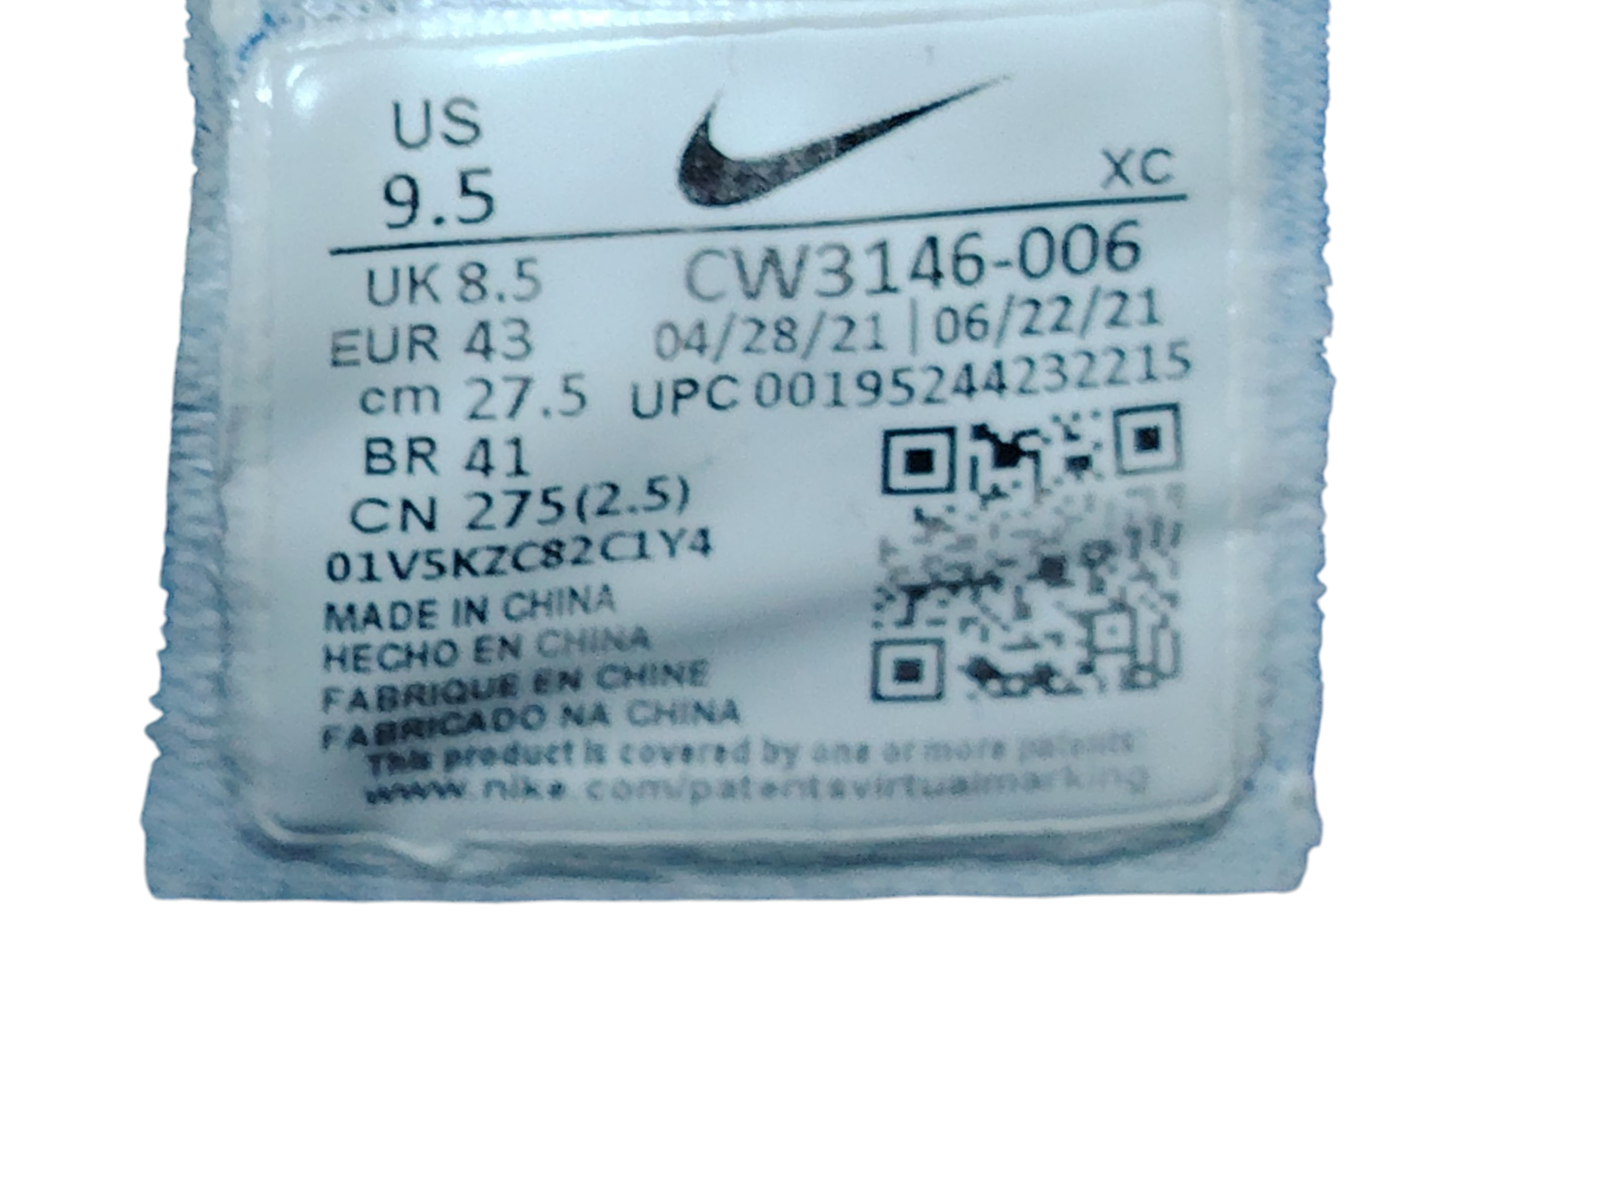 US
9.5
XC
UK 8.5
CW3146-006
EUR 43
04/28/21 | 06/22/21
cm 27.5
UPC 00195244232215
BR 41
CN 275(2.5)
01V5KZC82C1Y4
MADE IN CHINA
HECHO EN CHINA
FABRIQUE EN CHINE
FABRICADO NA CHINA
This product is covered by one or more patents
www.nike.com/patentsvirtualmarking